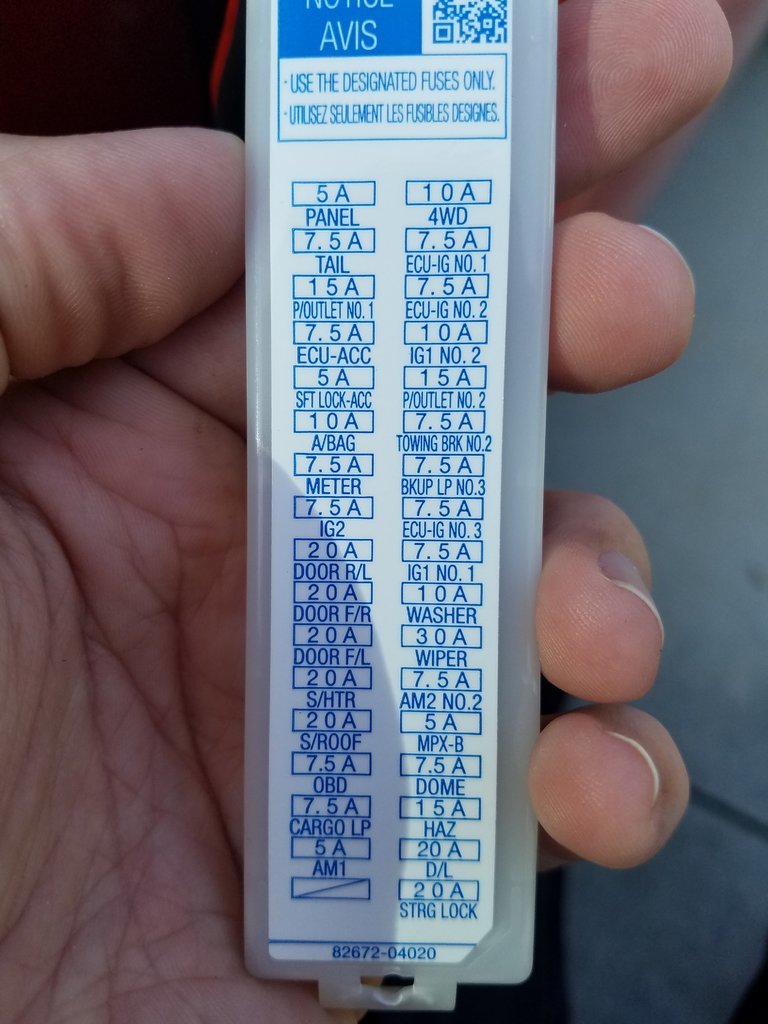 NOTICE
AVIS
· USE THE DESIGNATED FUSES ONLY.
· UTILISEZ SEULEMENT LES FUSIBLES DESIGNES.
5 A 10 A
PANEL 4WD
7.5 A 7.5 A
TAIL ECU-IG NO. 1
15 A 7.5 A
P/OUTLET NO. 1 ECU-IG NO. 2
7.5 A 10 A
ECU-ACC IG1 NO. 2
5 A 15 A
SFT LOCK-ACC P/OUTLET NO. 2
10 A 7.5 A
A/BAG TOWING BRK NO.2
7.5 A 7.5 A
METER BKUP LP NO.3
7.5 A 7.5 A
IG2 ECU-IG NO. 3
20 A 7.5 A
DOOR R/L IG1 NO. 1
20 A 10 A
DOOR F/R WASHER
20 A 30 A
DOOR F/L WIPER
20 A 7.5 A
S/HTR AM2 NO.2
20 A 5 A
S/ROOF MPX-B
7.5 A 7.5 A
OBD DOME
7.5 A 15 A
CARGO LP HAZ
5 A 20 A
AM1 D/L
20 A
STRG LOCK
82672-04020